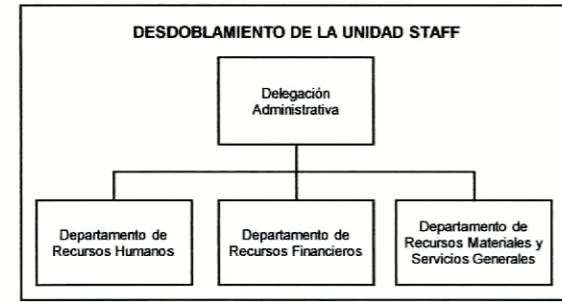 DESDOBLAMIENTO DE LA UNIDAD STAFF
Delegación
Administrativa
Departamento de
Recursos Humanos
Departamento de
Recursos Financieros
Departamento de
Recursos Materiales y
Servicios Generales